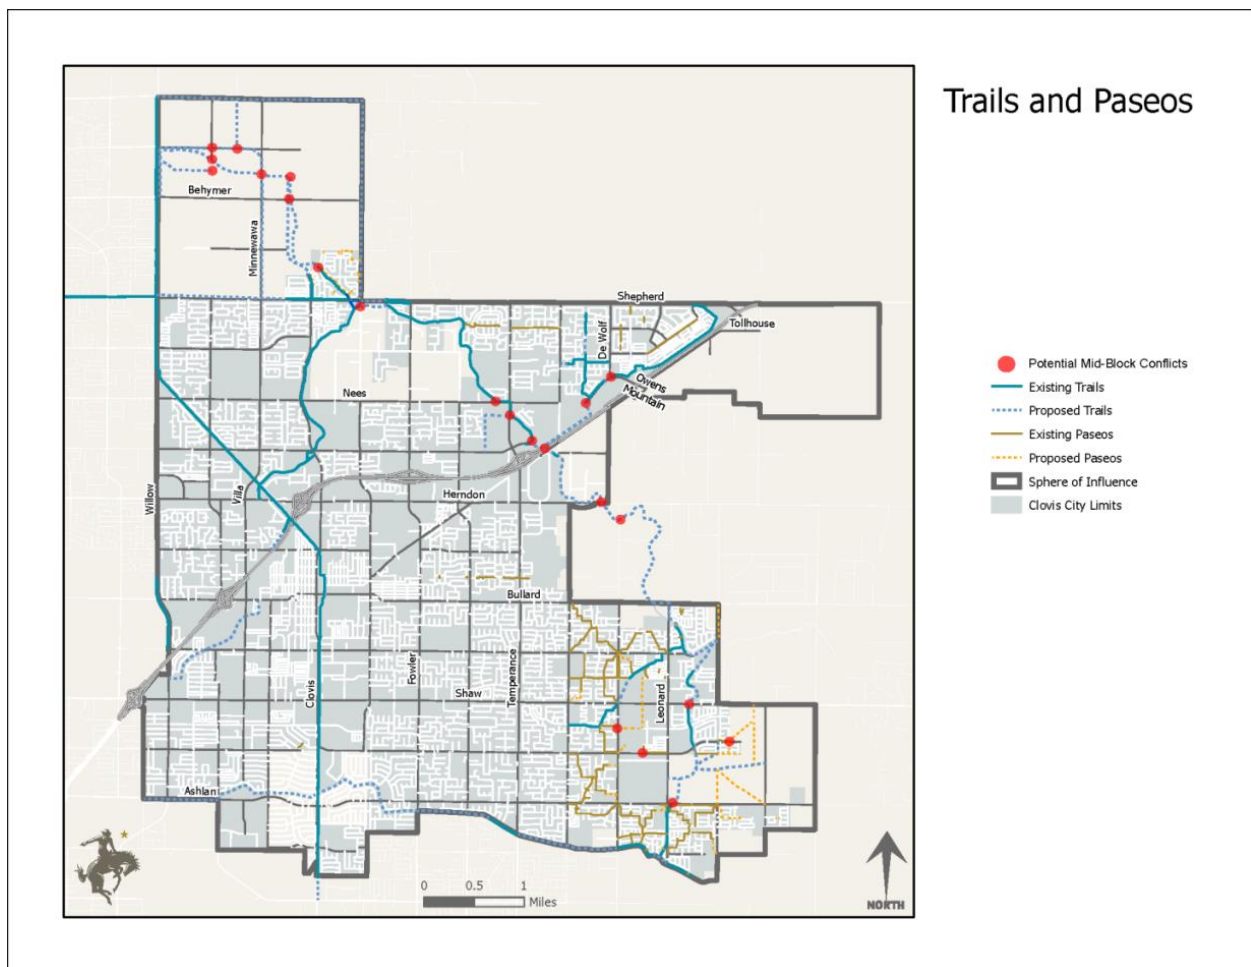 Trails and Paseos
Behymer
Minnewawa
Shepherd
Tollhouse
De Wolf
Owens
Mountain
Nees
Willow
Villa
Herndon
Bullard
Clovis
Fowler
Shaw
Temperance
Leonard
Ashlan
0 0.5 1
Miles
NORTH
Potential Mid-Block Conflicts
Existing Trails
Proposed Trails
Existing Paseos
Proposed Paseos
Sphere of Influence
Clovis City Limits